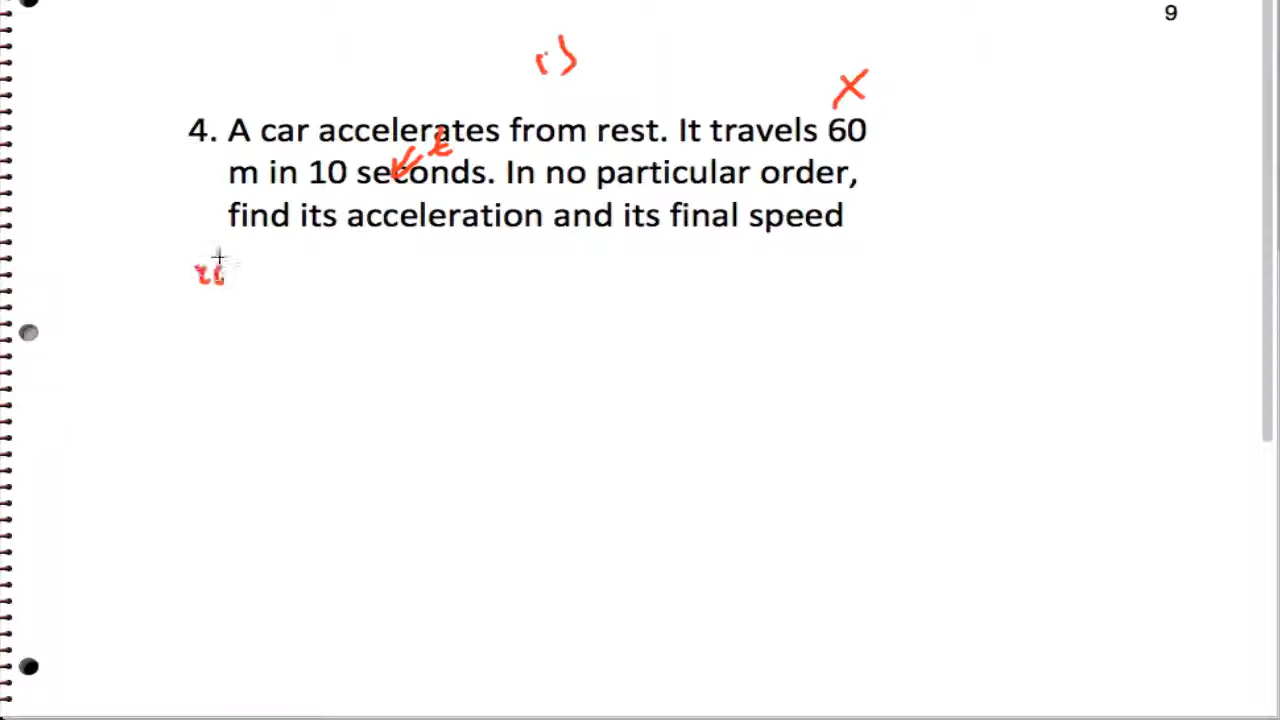 9
x
4. A car accelerates from rest. It travels 60
t
m in 10 seconds. In no particular order,
find its acceleration and its final speed